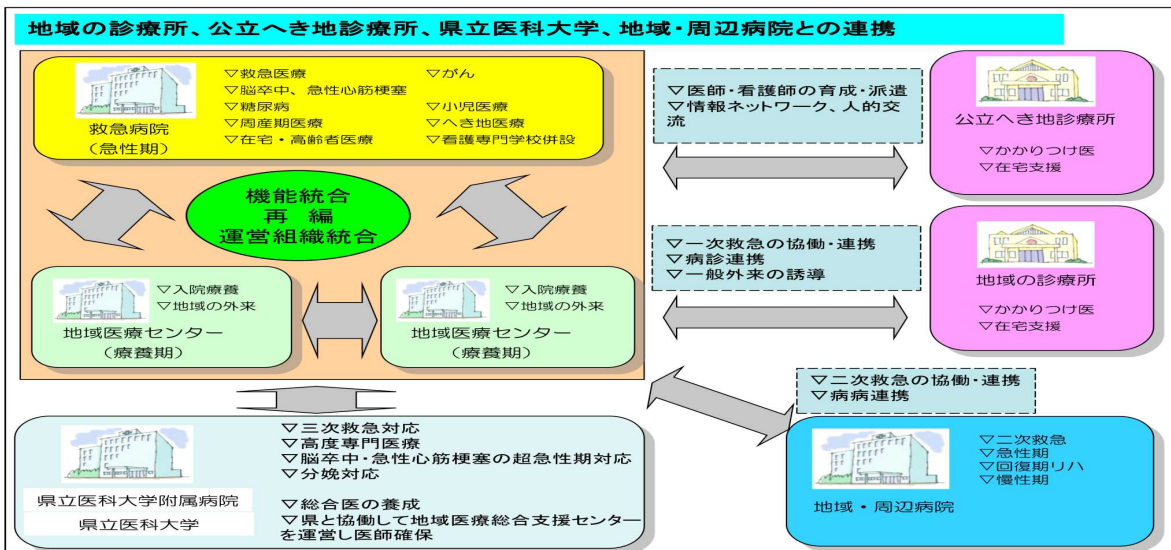 地域の診療所、公立へき地診療所、県立医科大学、地域・周辺病院との連携
救急病院
(急性期)
▽救急医療
▽がん
▽脳卒中、急性心筋梗塞
▽糖尿病
▽小児医療
▽周産期医療
▽へき地医療
▽在宅・高齢者医療
▽看護専門学校併設
機能統合
再 編
運営組織統合
▽入院療養
▽地域の外来
地域医療センター
(療養期)
▽入院療養
▽地域の外来
地域医療センター
(療養期)
▽医師・看護師の育成・派遣
▽情報ネットワーク、人的交
流
公立へき地診療所
▽かかりつけ医
▽在宅支援
▽一次救急の協働・連携
▽病診連携
▽一般外来の誘導
地域の診療所
▽かかりつけ医
▽在宅支援
▽二次救急の協働・連携
▽病病連携
県立医科大学附属病院
県立医科大学
▽三次救急対応
▽高度専門医療
▽脳卒中・急性心筋梗塞の超急性期対応
▽分娩対応
▽総合医の養成
▽県と協働して地域医療総合支援センター
を運営し医師確保
▽二次救急
▽急性期
▽回復期リハ
▽慢性期
地域・周辺病院